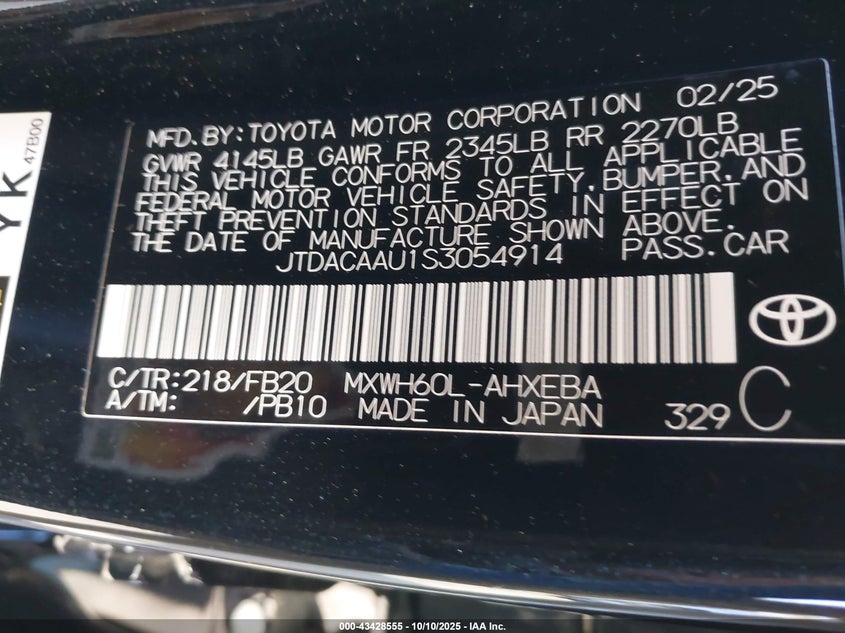 YK
47B00
MFD.BY:TOYOTA MOTOR CORPORATION 02/25
GVWR 4145LB GAWR FR 2345LB RR 2270LB
THIS VEHICLE CONFORMS TO ALL APPLICABLE
FEDERAL MOTOR VEHICLE SAFETY,BUMPER,AND
THEFT PREVENTION STANDARDS IN EFFECT ON
THE DATE OF MANUFACTURE SHOWN ABOVE.
JTDACAAU1S3054914 PASS.CAR
C/TR:218/FB20 MXWH60L-AHXEBA
A/TM: /PB10 MADE IN JAPAN 329 C
000-43428555 - 10/10/2025 - IAA Inc.